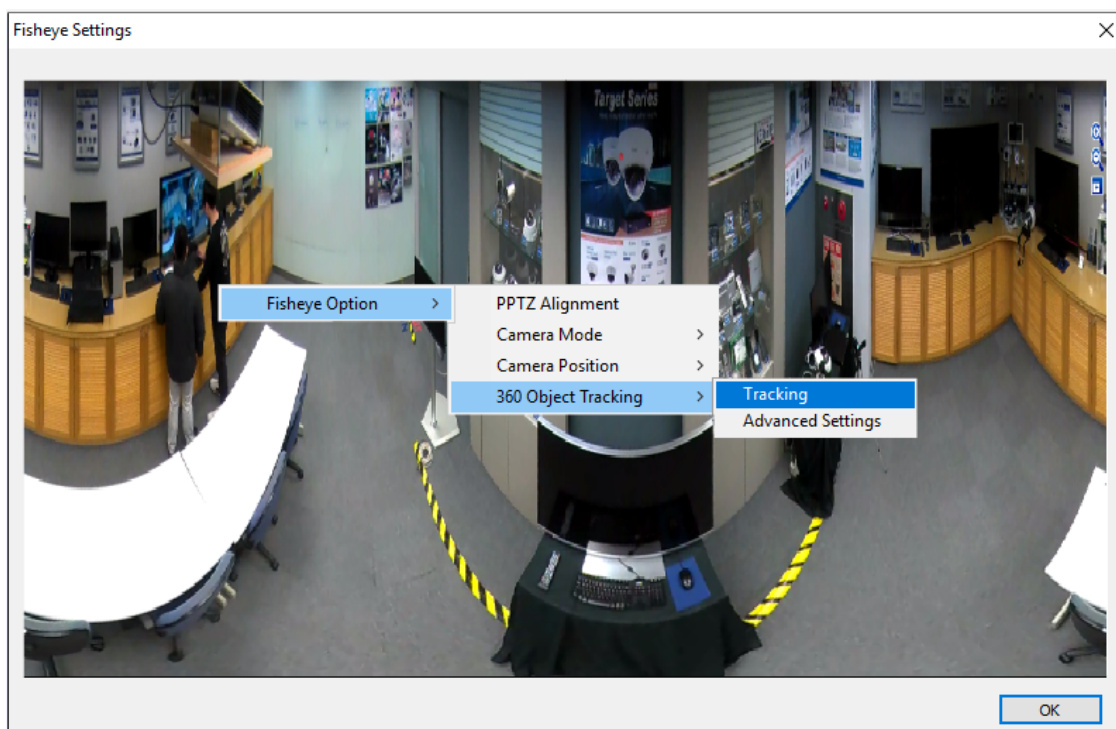 Fisheye Settings
Target Series
Fisheye Option
PPTZ Alignment
Camera Mode
Camera Position
360 Object Tracking
Tracking
Advanced Settings
OK